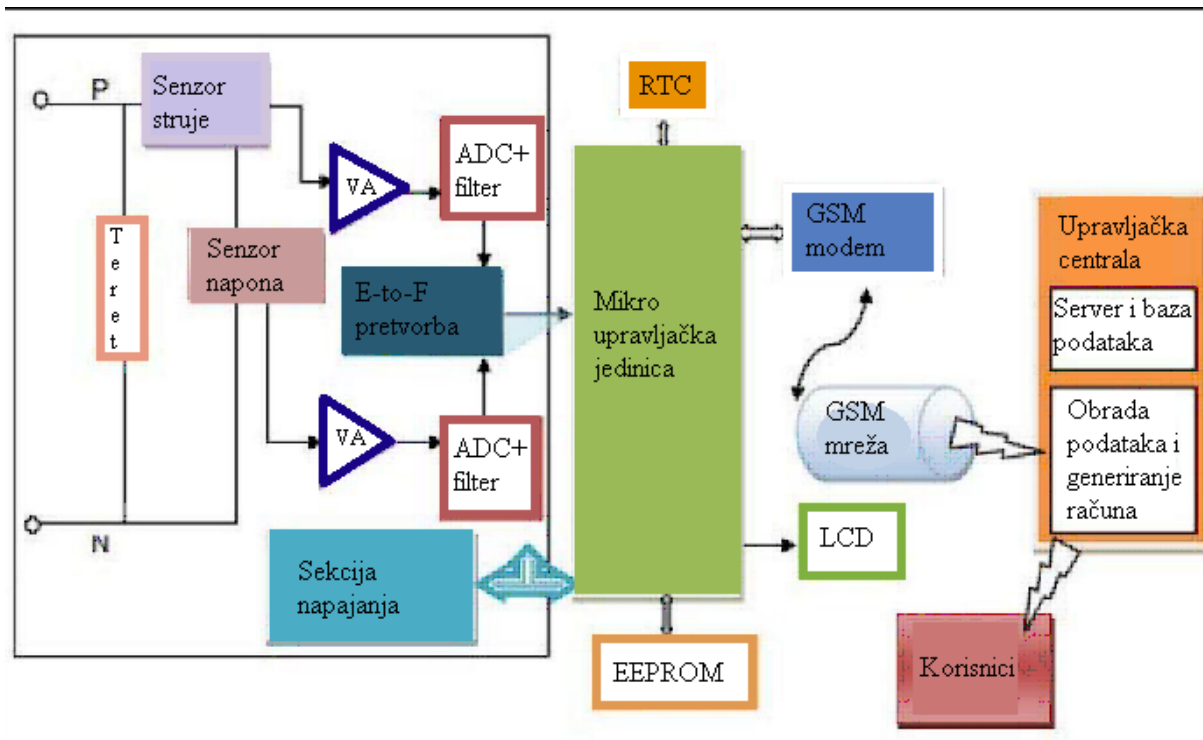 P
Senzor
struje
VA
ADC+
filter
RTC
GSM
modem
Upravljačka
centrala
Server i baza
podataka
Obrada
podataka i
generiranje
računa
Teret
Senzor
napona
E-to-F
pretvorba
Mikro
upravljačka
jedinica
GSM
mreža
VA
ADC+
filter
N
Sekcija
napajanja
LCD
EEPROM
Korisnici